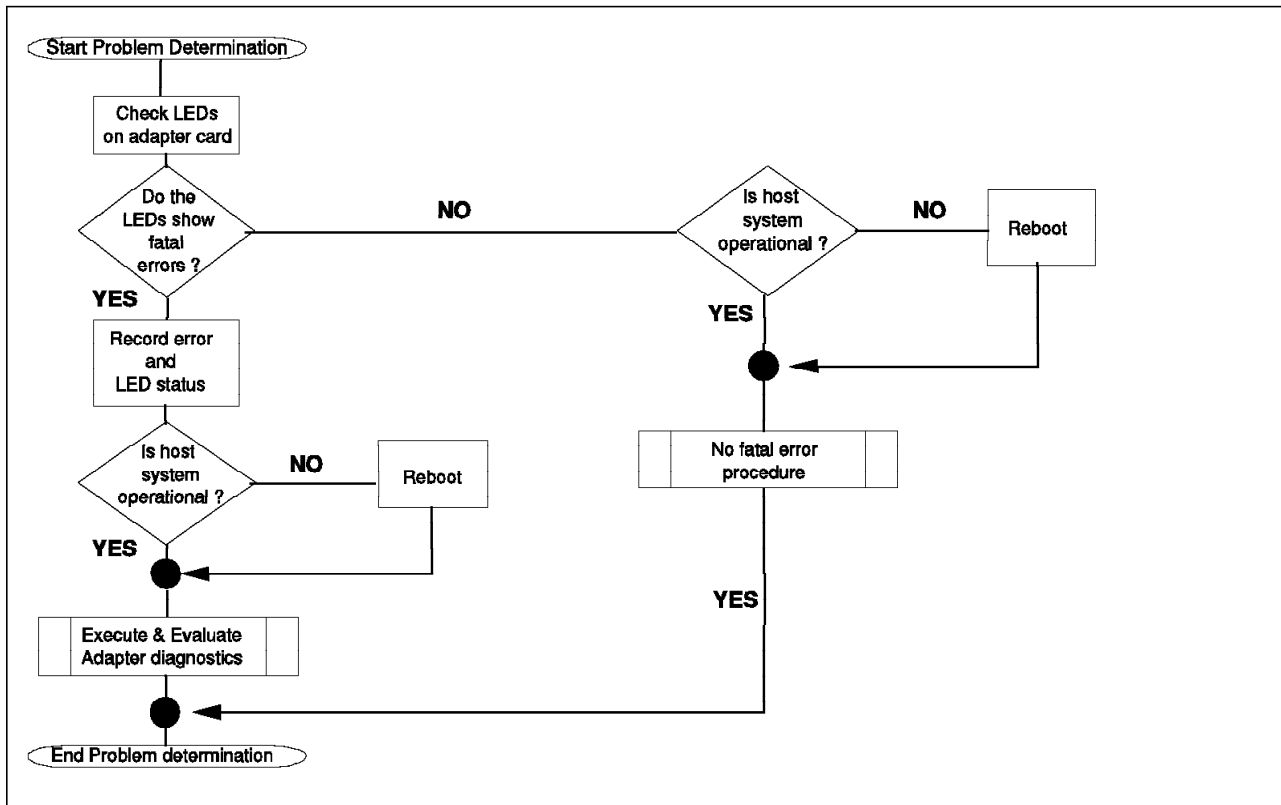 Start Problem Determination
Check LEDs
on adapter card
Do the
LEDs show
fatal
errors ?
NO
YES
Is host
system
operational ?
NO
Reboot
YES
Record error
and
LED status
Is host
system
operational ?
NO
Reboot
YES
No fatal error
procedure
YES
Execute & Evaluate
Adapter diagnostics
End Problem determination